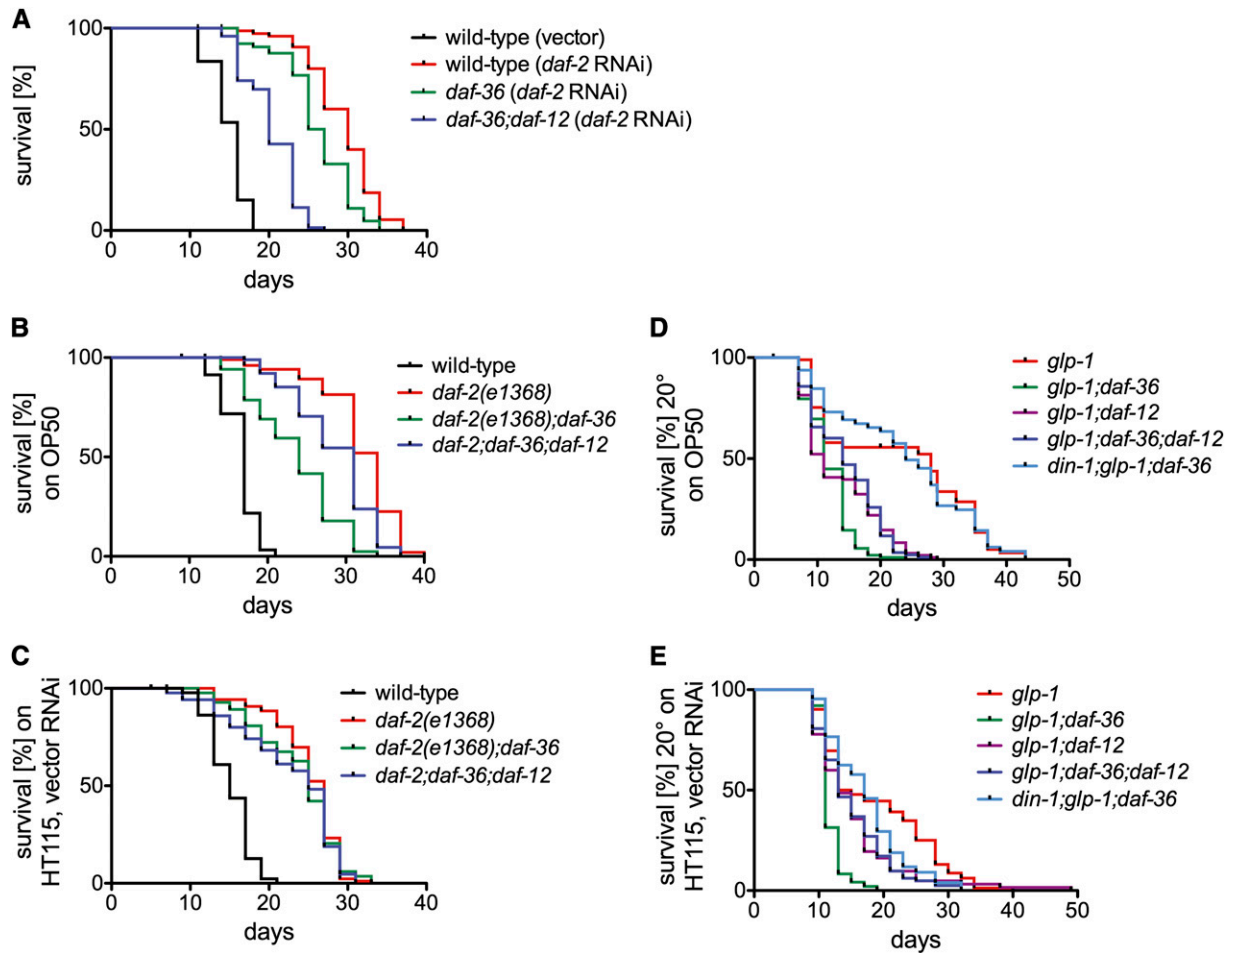 A
survival [%]
100
50
0
0 10 20 30 40
days
wild-type (vector)
wild-type (daf-2 RNAi)
daf-36 (daf-2 RNAi)
daf-36;daf-12 (daf-2 RNAi)
B
survival [%]
on OP50
100
50
0
0 10 20 30 40
days
wild-type
daf-2(e1368)
daf-2(e1368);daf-36
daf-2;daf-36;daf-12
C
survival [%] on
HT115, vector RNAi
100
50
0
0 10 20 30 40
days
wild-type
daf-2(e1368)
daf-2(e1368);daf-36
daf-2;daf-36;daf-12
D
survival [%] 20°
on OP50
100
50
0
0 10 20 30 40 50
days
glp-1
glp-1;daf-36
glp-1;daf-12
glp-1;daf-36;daf-12
din-1;glp-1;daf-36
E
survival [%] 20° on
HT115, vector RNAi
100
50
0
0 10 20 30 40 50
days
glp-1
glp-1;daf-36
glp-1;daf-12
glp-1;daf-36;daf-12
din-1;glp-1;daf-36